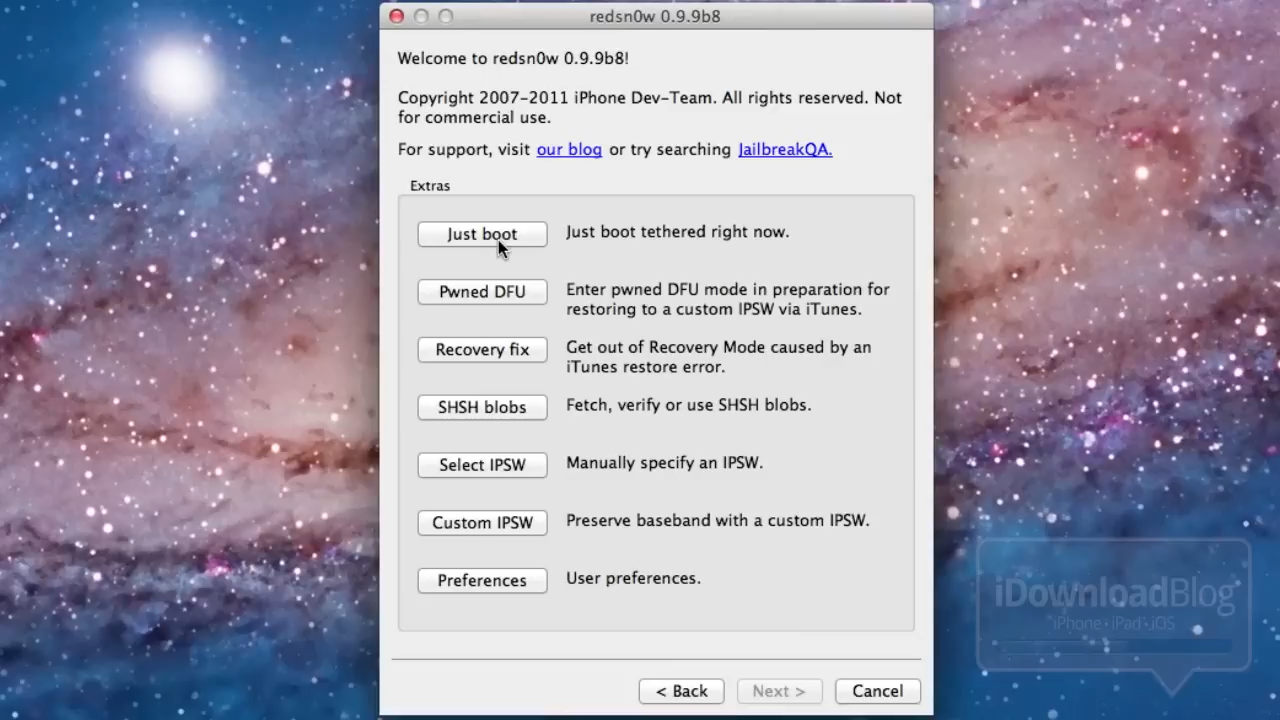 redsn0w 0.9.9b8
Welcome to redsn0w 0.9.9b8!
Copyright 2007-2011 iPhone Dev-Team. All rights reserved. Not
for commercial use.
For support, visit our blog or try searching JailbreakQA.
Extras
Just boot Just boot tethered right now.
Pwned DFU Enter pwned DFU mode in preparation for
restoring to a custom IPSW via iTunes.
Recovery fix Get out of Recovery Mode caused by an
iTunes restore error.
SHSH blobs Fetch, verify or use SHSH blobs.
Select IPSW Manually specify an IPSW.
Custom IPSW Preserve baseband with a custom IPSW.
Preferences User preferences.
iDownloadBlog
iPhone·iPad·iOS
< Back Next > Cancel